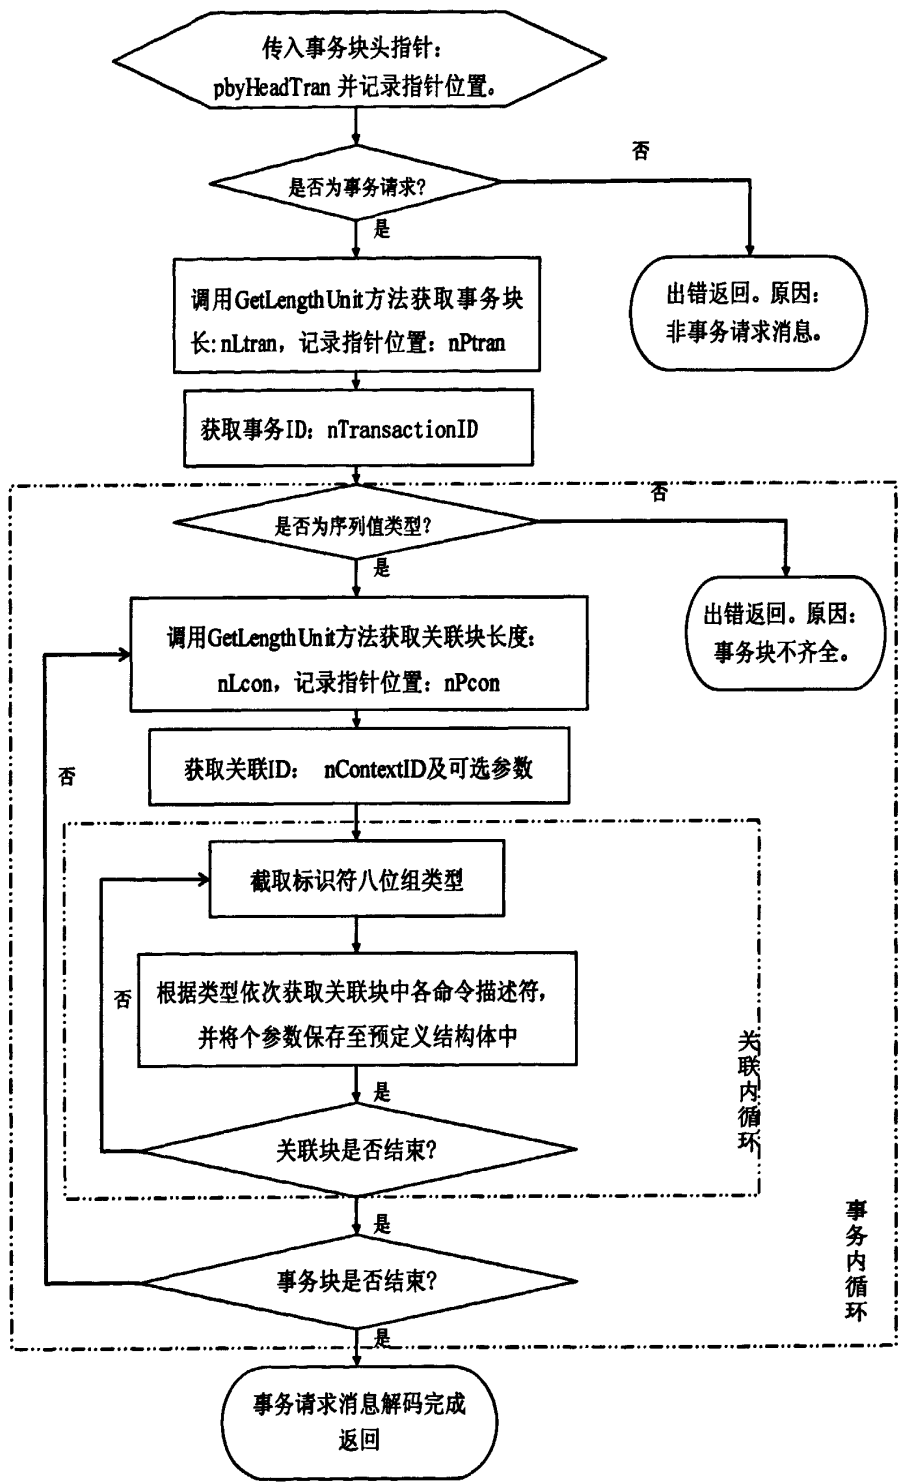 传入事务块头指针：
pbyHeadTran 并记录指针位置。
否
是否为事务请求？
是
调用GetLengthUnit方法获取事务块
长：nLtran，记录指针位置：nPtran
出错返回。原因：
非事务请求消息。
获取事务ID：nTransactionID
否
是否为序列值类型？
是
调用GetLengthUnit方法获取关联块长度：
nLcon，记录指针位置：nPcon
出错返回。原因：
事务块不齐全。
否
获取关联ID： nContextID及可选参数
截取标识符八位组类型
否
根据类型依次获取关联块中各命令描述符，
并将个参数保存至预定义结构体中
关联内循环
是
关联块是否结束？
是
事务内循环
事务块是否结束？
是
事务请求消息解码完成
返回